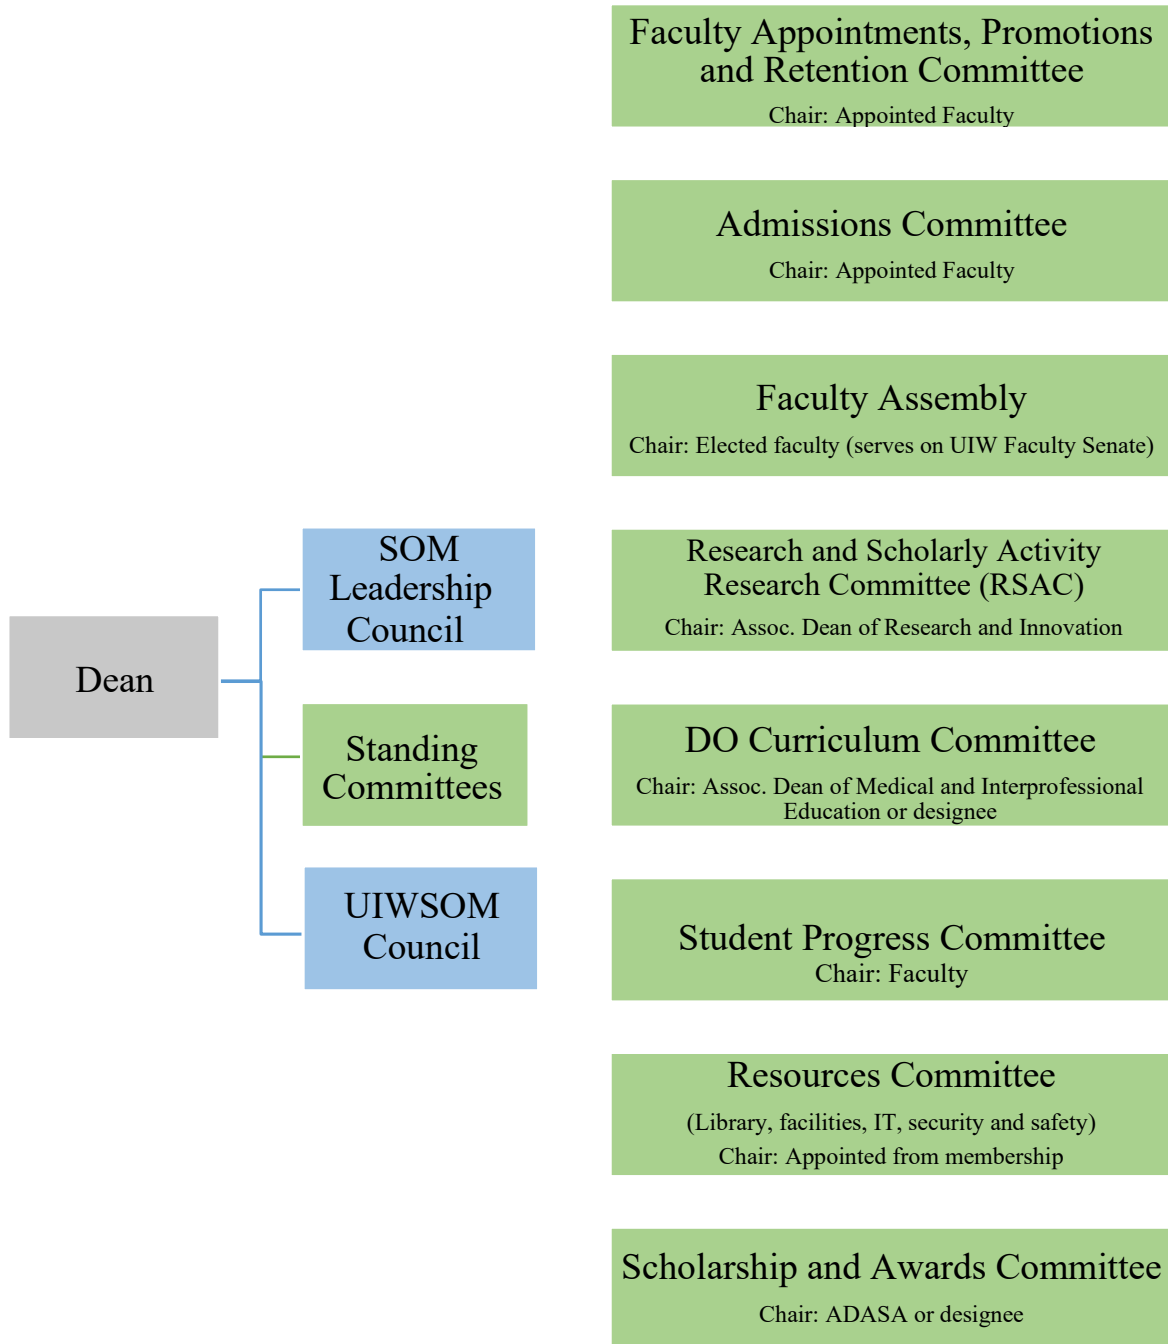 Dean
SOM
Leadership
Council
Standing
Committees
UIWSOM
Council
Faculty Appointments, Promotions
and Retention Committee
Chair: Appointed Faculty
Admissions Committee
Chair: Appointed Faculty
Faculty Assembly
Chair: Elected faculty (serves on UIW Faculty Senate)
Research and Scholarly Activity
Research Committee (RSAC)
Chair: Assoc. Dean of Research and Innovation
DO Curriculum Committee
Chair: Assoc. Dean of Medical and Interprofessional
Education or designee
Student Progress Committee
Chair: Faculty
Resources Committee
(Library, facilities, IT, security and safety)
Chair: Appointed from membership
Scholarship and Awards Committee
Chair: ADASA or designee